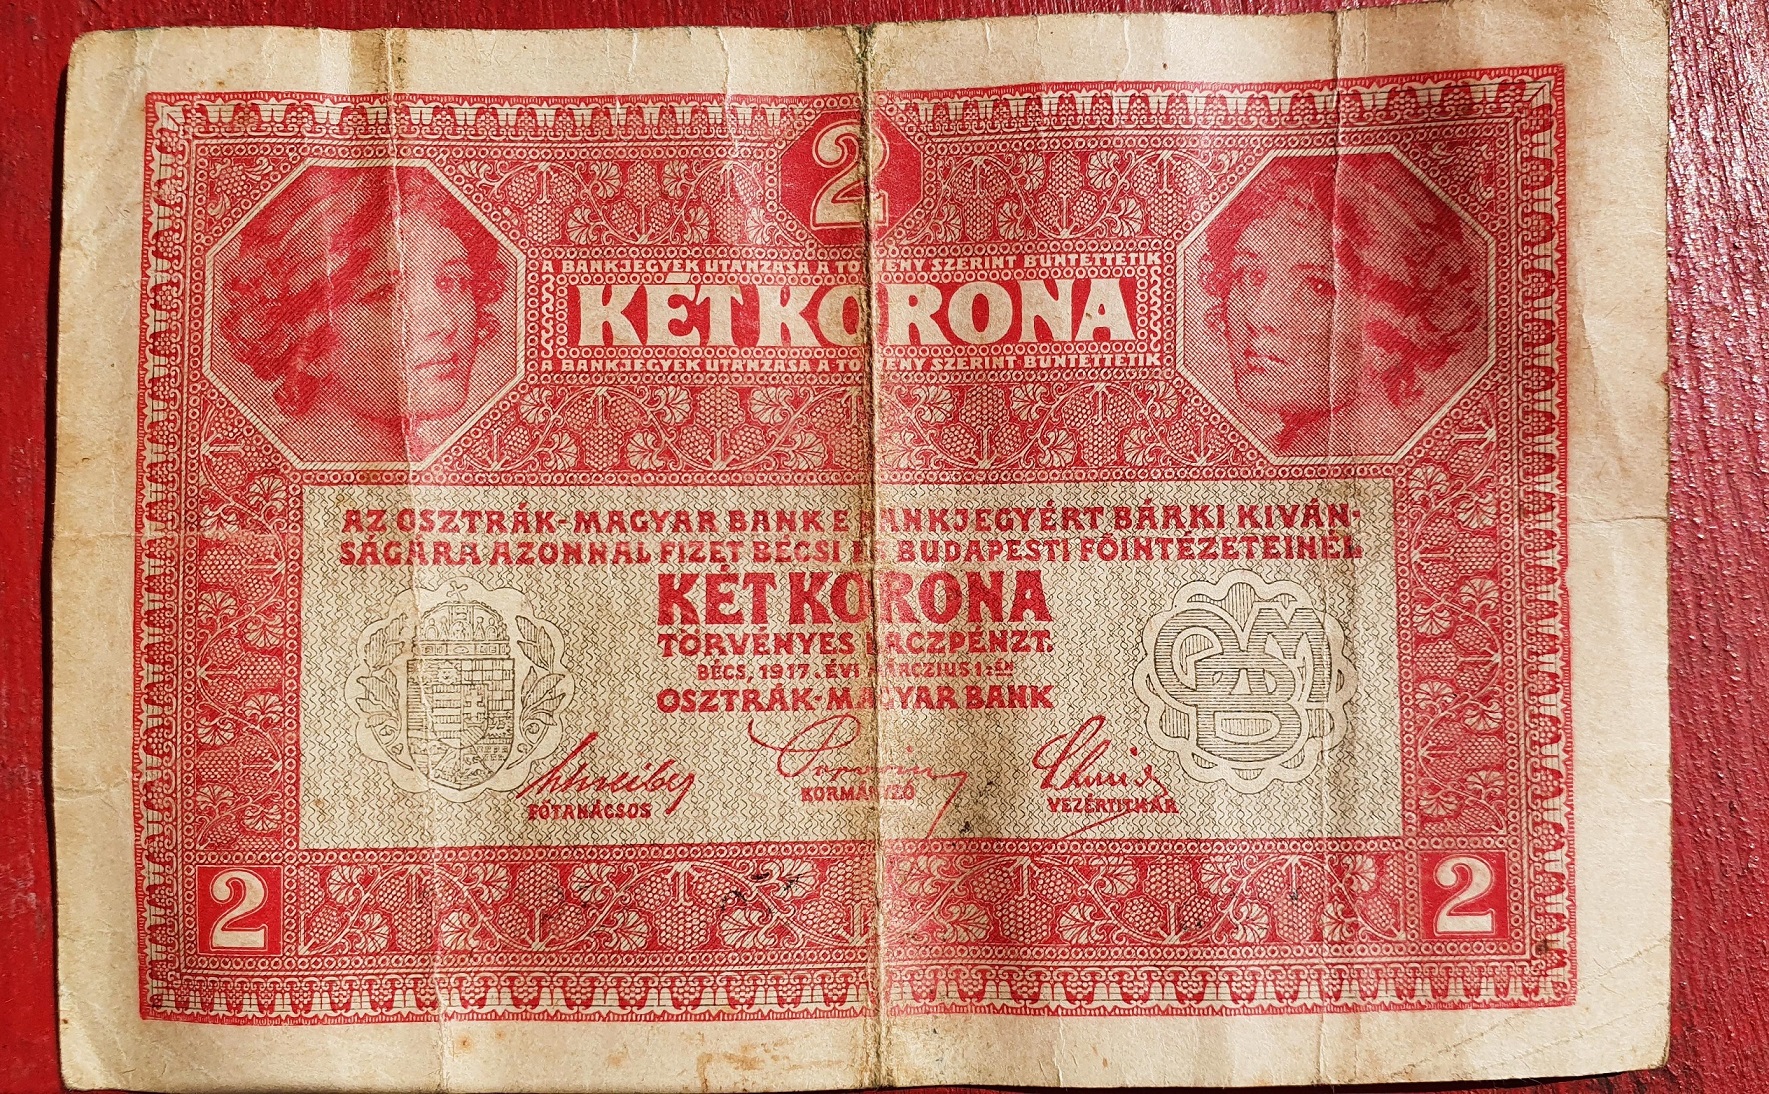 2
A BANKJEGYEK UTÁNZÁSA A TÖRVÉNY SZERINT BÜNTETTETIK
KÉT KORONA
A BANKJEGYEK UTÁNZÁSA A TÖRVÉNY SZERINT BÜNTETTETIK
AZ OSZTRÁK-MAGYAR BANK E BANKJEGYÉRT BÁRKI KIVÁN-
SÁGÁRA AZONNAL FIZET BÉCSI ÉS BUDAPESTI FŐINTÉZETEINÉL
KÉT KORONA
TÖRVÉNYES ÉRCZPÉNZT.
BÉCS, 1917. ÉVI MÁRCZIUS 1-ÉN
OSZTRÁK-MAGYAR BANK
FŐTANÁCSOS
KORMÁNYZÓ
VEZÉRTITKÁR
2
2